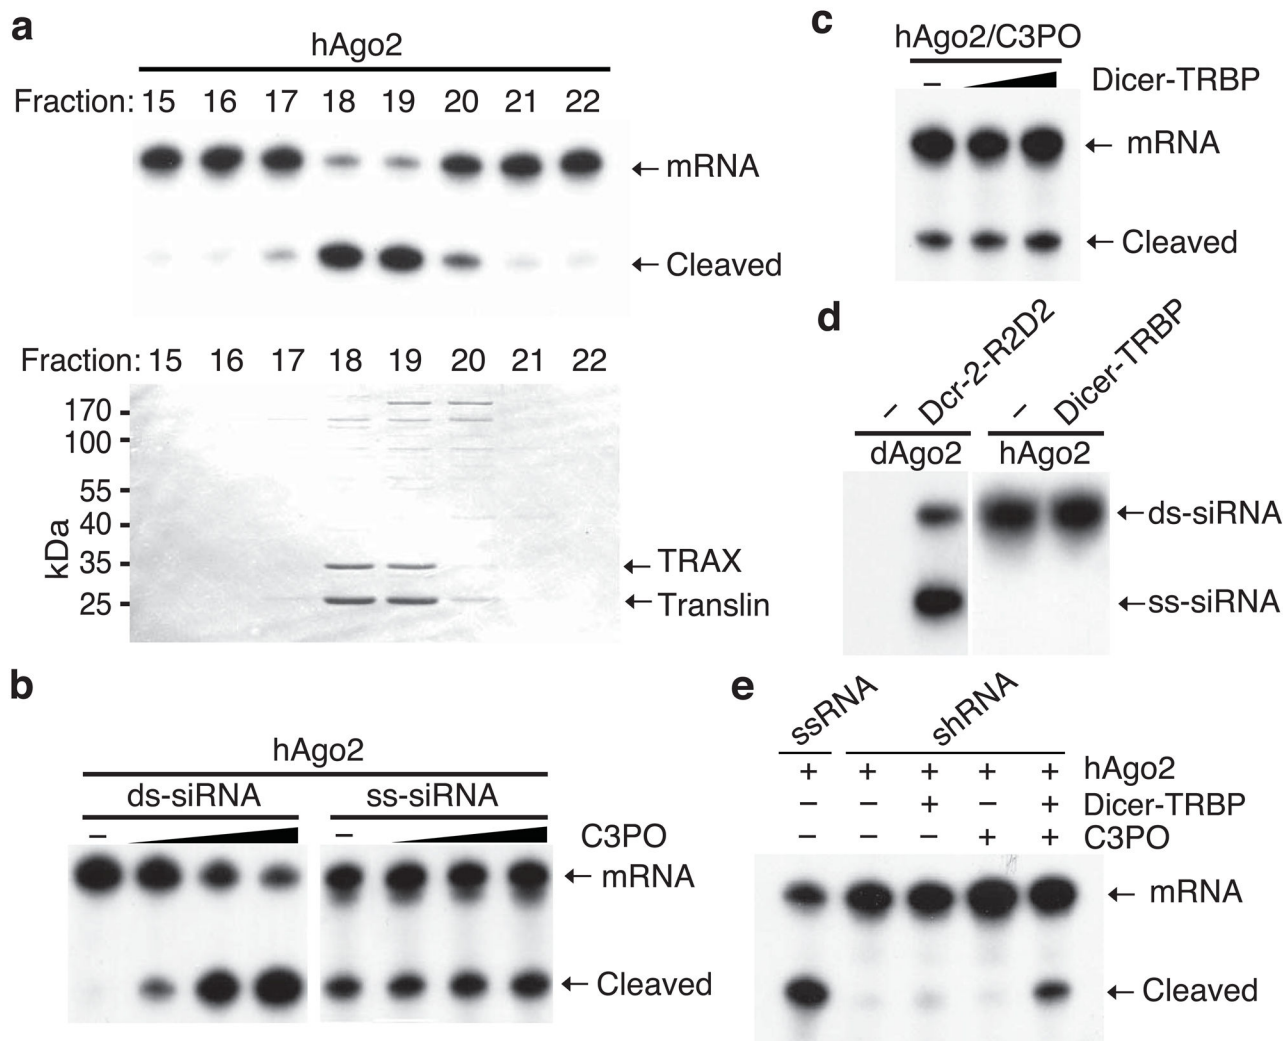 a
hAgo2
Fraction: 15 16 17 18 19 20 21 22
←mRNA
←Cleaved
Fraction: 15 16 17 18 19 20 21 22
170
100
55
40
35
25
kDa
←TRAX
←Translin
b
hAgo2
ds-siRNA ss-siRNA
– – C3PO
← mRNA
← Cleaved
c
hAgo2/C3PO
– Dicer-TRBP
← mRNA
← Cleaved
d
– Dcr-2-R2D2 – Dicer-TRBP
dAgo2 hAgo2
←ds-siRNA
←ss-siRNA
e
ssRNA shRNA
+ + + + + hAgo2
– – + – + Dicer-TRBP
– – – + + C3PO
← mRNA
← Cleaved